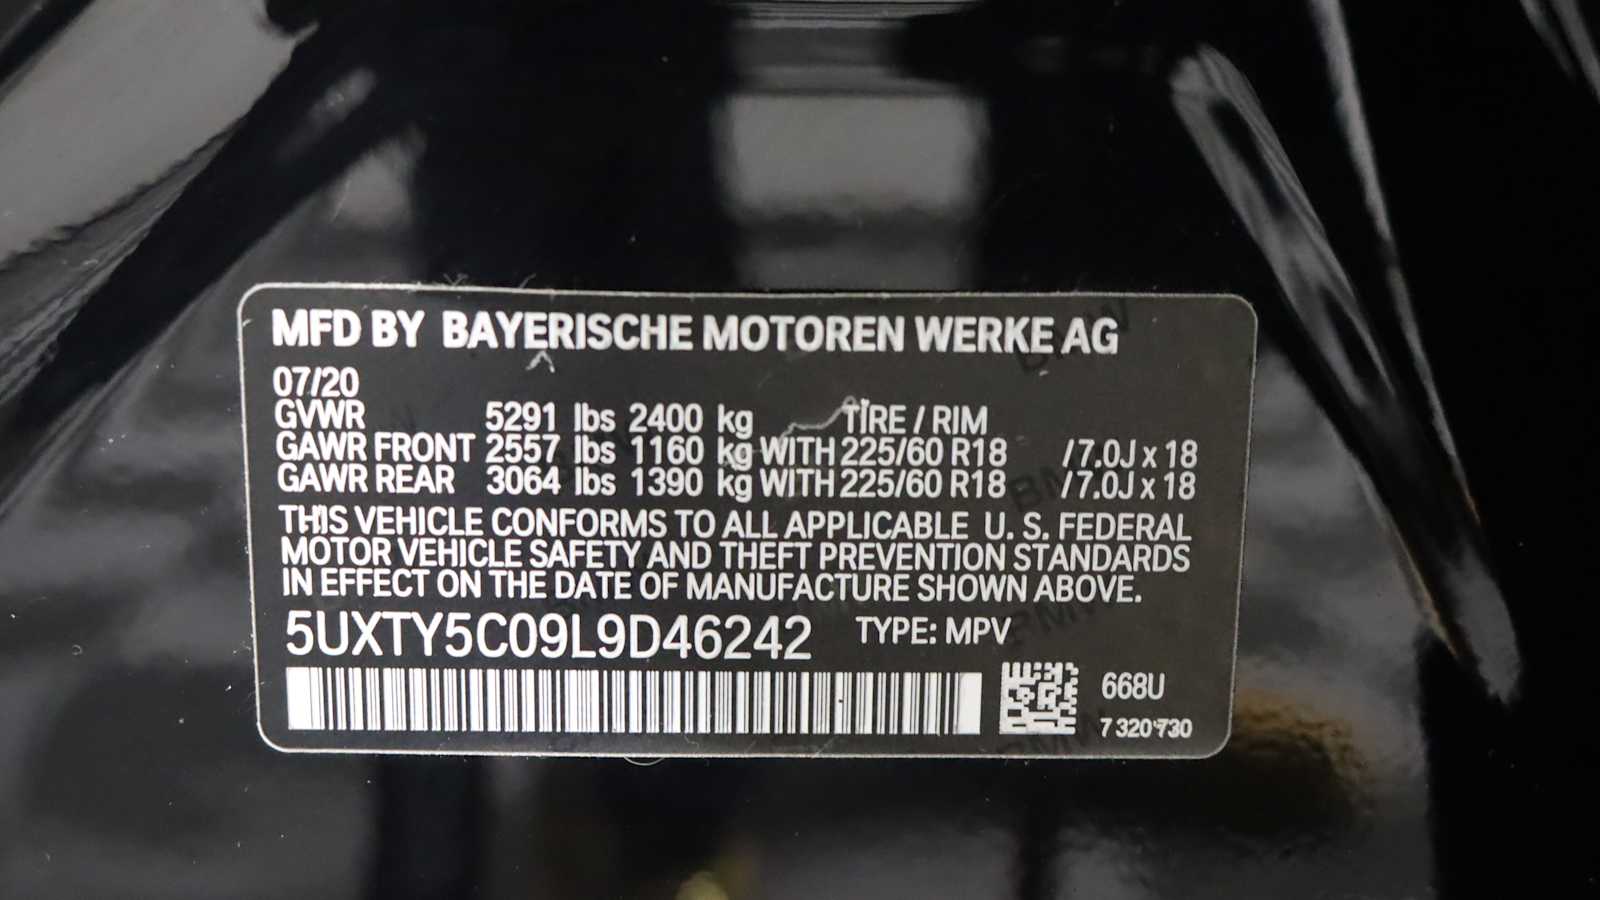 MFD BY BAYERISCHE MOTOREN WERKE AG
07/20
GVWR 5291 lbs 2400 kg TIRE / RIM
GAWR FRONT 2557 lbs 1160 kg WITH 225/60 R18 /7.0J x 18
GAWR REAR 3064 lbs 1390 kg WITH 225/60 R18 /7.0J x 18
THIS VEHICLE CONFORMS TO ALL APPLICABLE U. S. FEDERAL
MOTOR VEHICLE SAFETY AND THEFT PREVENTION STANDARDS
IN EFFECT ON THE DATE OF MANUFACTURE SHOWN ABOVE.
5UXTY5C09L9D46242 TYPE: MPV
668U
7 320 730